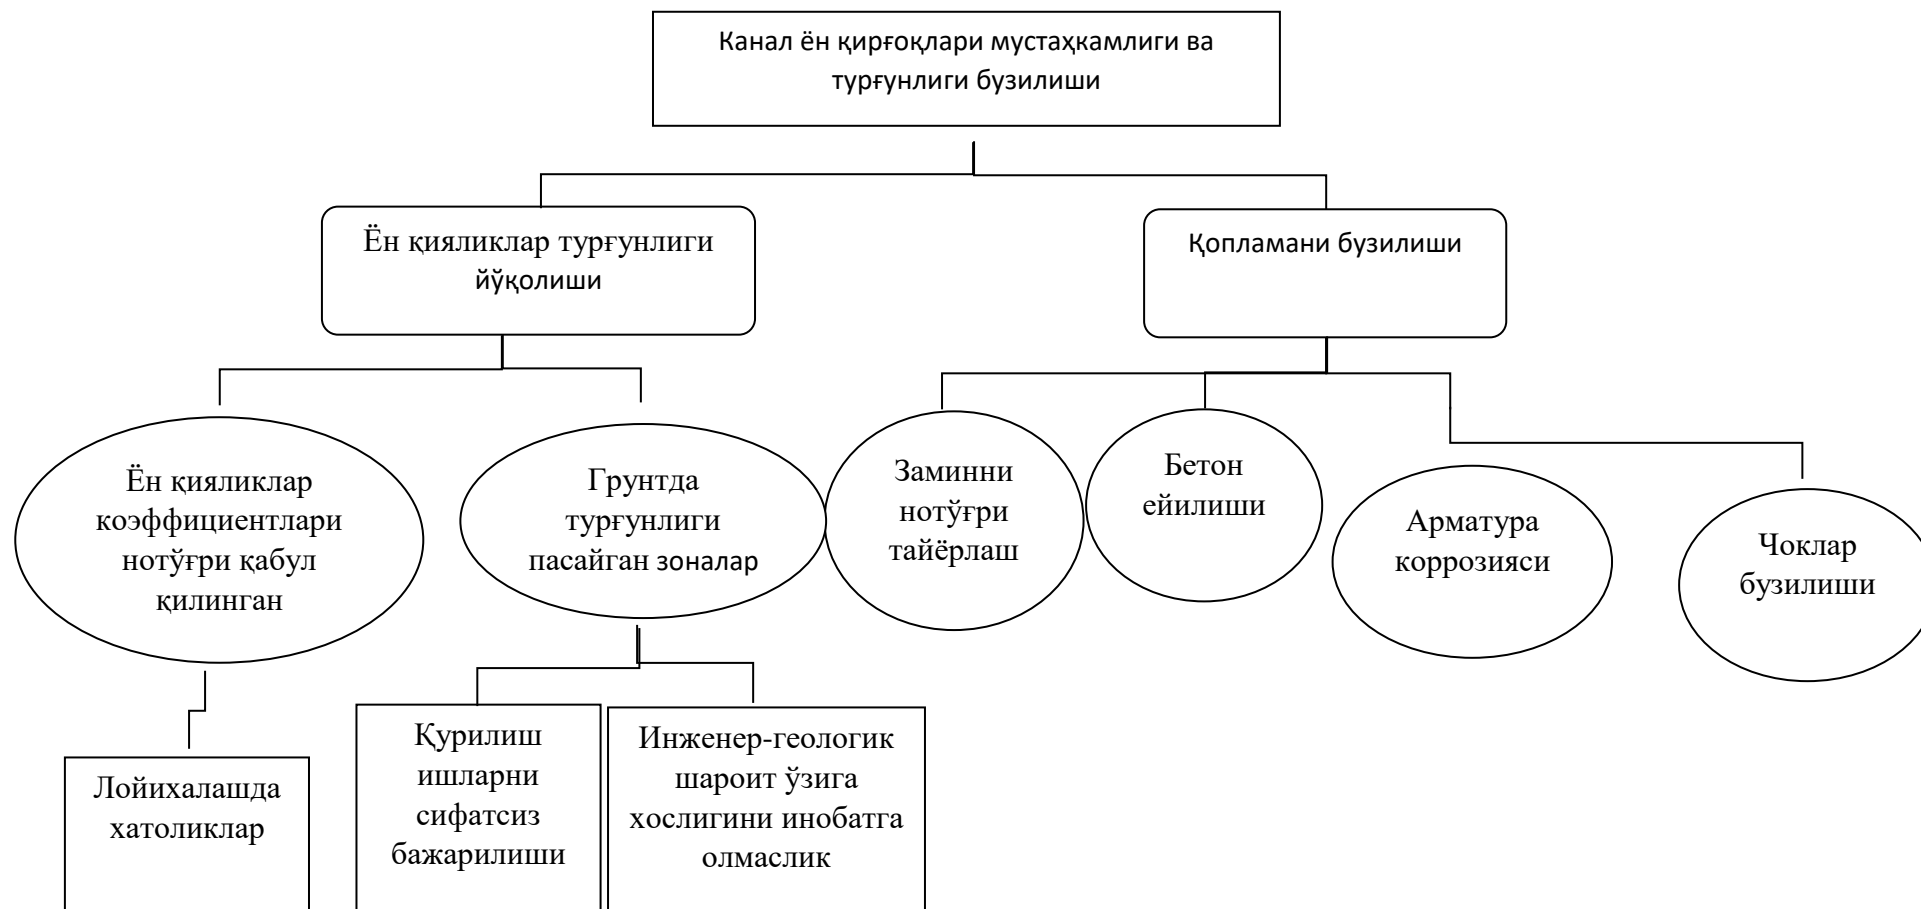 Канал ён қирғоқлари мустаҳкамлиги ва
турғунлиги бузилиши
Ён қияликлар турғунлиги
йўқолиши
Қопламани бузилиши
Ён қияликлар
коэффициентлари
нотўғри қабул
қилинган
Грунтда
турғунлиги
пасайган зоналар
Заминни
нотўғри
тайёрлаш
Бетон
ейилиши
Арматура
коррозияси
Чоклар
бузилиши
Лойихалашда
хатоликлар
Қурилиш
ишларни
сифатсиз
бажарилиши
Инженер-геологик
шароит ўзига
хослигини инобатга
олмаслик